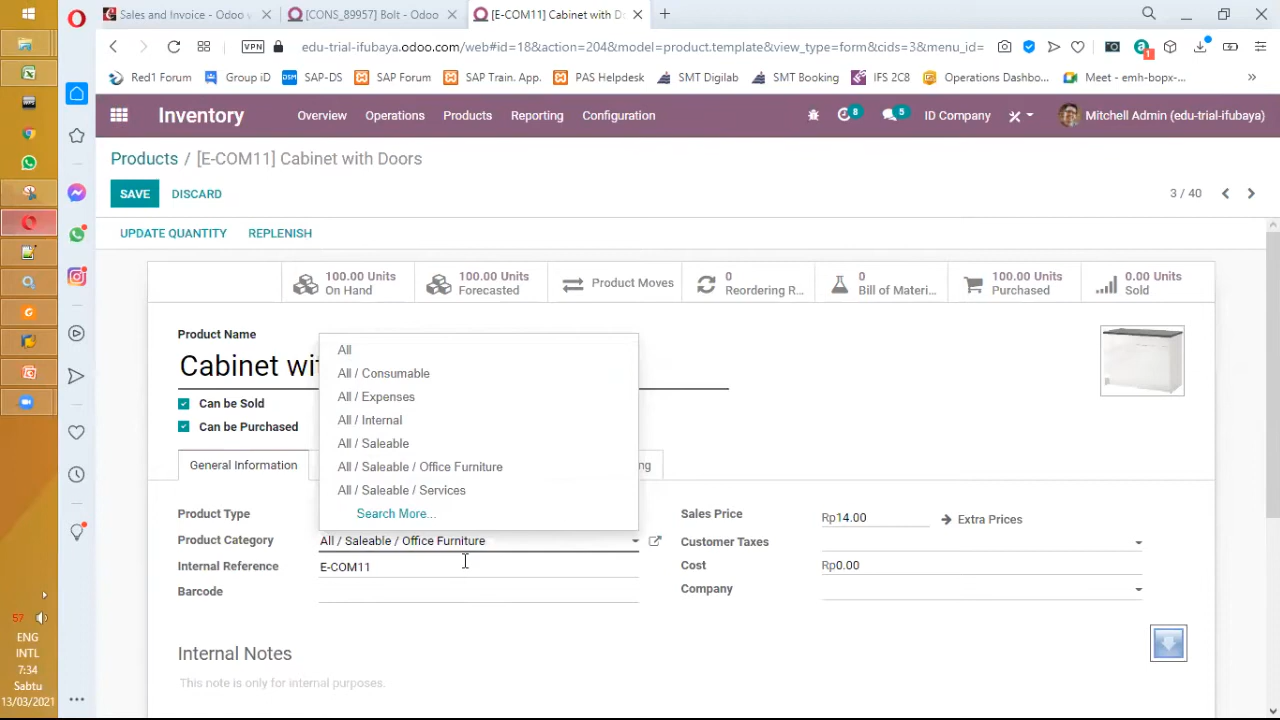 Sales and Invoice - Odoo
[CONS_89957] Bolt - Odoo
[E-COM11] Cabinet with Do
VPN
edu-trial-ifubaya.odoo.com/web#id=18&action=204&model=product.template&view_type=form&cids=3&menu_id=
1
Red1 Forum
Group iD
SAP-DS
SAP Forum
SAP Train. App.
PAS Helpdesk
SMT Digilab
SMT Booking
IFS 2C8
Operations Dashbo...
Meet - emh-bopx-...
Inventory
Overview
Operations
Products
Reporting
Configuration
8
5
ID Company
Mitchell Admin (edu-trial-ifubaya)
Products / [E-COM11] Cabinet with Doors
SAVE
DISCARD
3 / 40
UPDATE QUANTITY
REPLENISH
100.00 Units
On Hand
100.00 Units
Forecasted
Product Moves
0
Reordering R...
0
Bill of Materi...
100.00 Units
Purchased
0.00 Units
Sold
Product Name
Cabinet wit
Can be Sold
Can be Purchased
All
All / Consumable
All / Expenses
All / Internal
All / Saleable
All / Saleable / Office Furniture
All / Saleable / Services
Search More...
General Information
ng
Product Type
Product Category
All / Saleable / Office Furniture
Internal Reference
E-COM11
Barcode
Sales Price
Rp14.00
Extra Prices
Customer Taxes
Cost
Rp0.00
Company
Internal Notes
This note is only for internal purposes.
57
ENG
INTL
7:34
Sabtu
13/03/2021